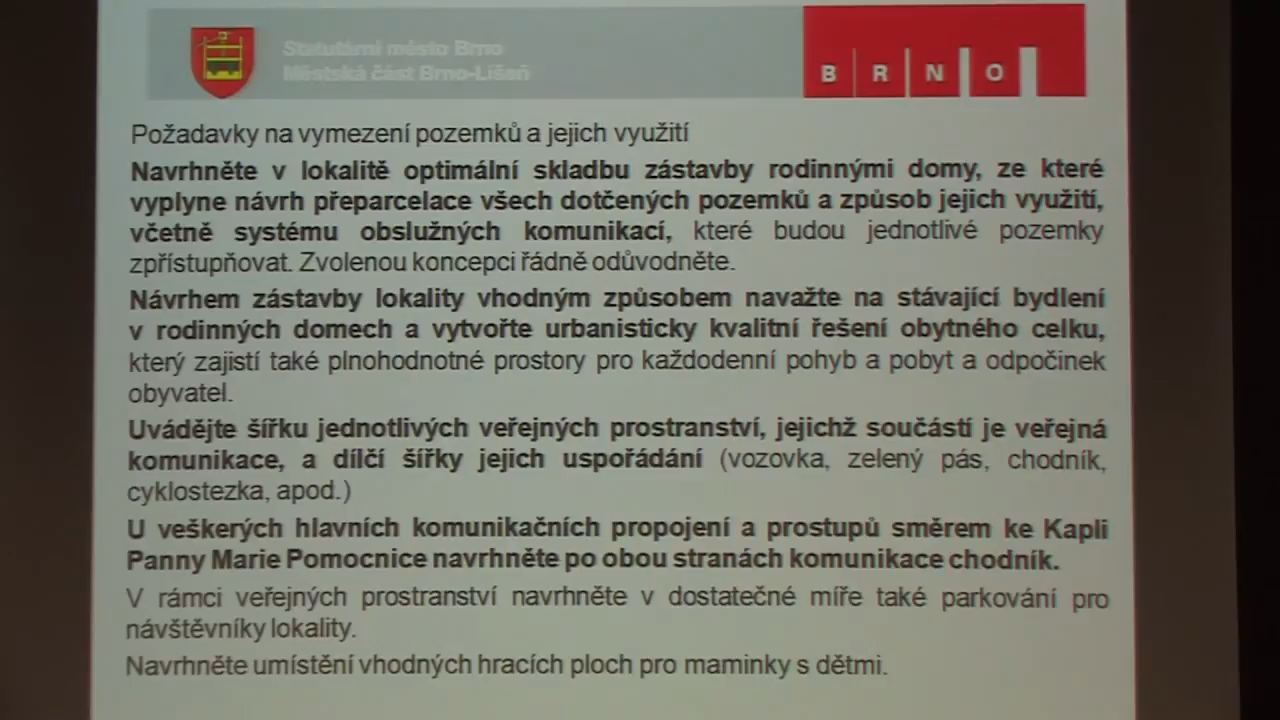 Statutární město Brno
Městská část Brno-Líšeň
B R N O
Požadavky na vymezení pozemků a jejich využití
Navrhněte v lokalitě optimální skladbu zástavby rodinnými domy, ze které
vyplyne návrh přeparcelace všech dotčených pozemků a způsob jejich využití,
včetně systému obslužných komunikací, které budou jednotlivé pozemky
zpřístupňovat. Zvolenou koncepci řádně odůvodněte.
Návrhem zástavby lokality vhodným způsobem navažte na stávající bydlení
v rodinných domech a vytvořte urbanisticky kvalitní řešení obytného celku,
který zajistí také plnohodnotné prostory pro každodenní pohyb a pobyt a odpočinek
obyvatel.
Uvádějte šířku jednotlivých veřejných prostranství, jejichž součástí je veřejná
komunikace, a dílčí šířky jejich uspořádání (vozovka, zelený pás, chodník,
cyklostezka, apod.)
U veškerých hlavních komunikačních propojení a prostupů směrem ke Kapli
Panny Marie Pomocnice navrhněte po obou stranách komunikace chodník.
V rámci veřejných prostranství navrhněte v dostatečné míře také parkování pro
návštěvníky lokality.
Navrhněte umístění vhodných hracích ploch pro maminky s dětmi.